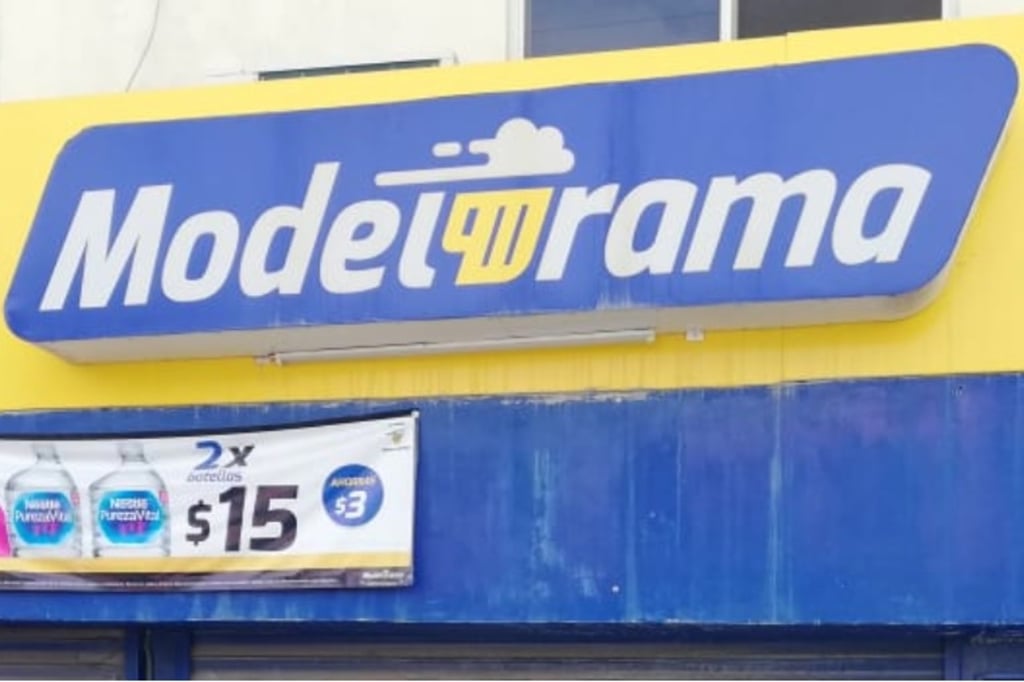 Modelorama
2x
botellas
$15
AHORRAS
$3
Nestlé
PurezaVital
Nestlé
PurezaVital